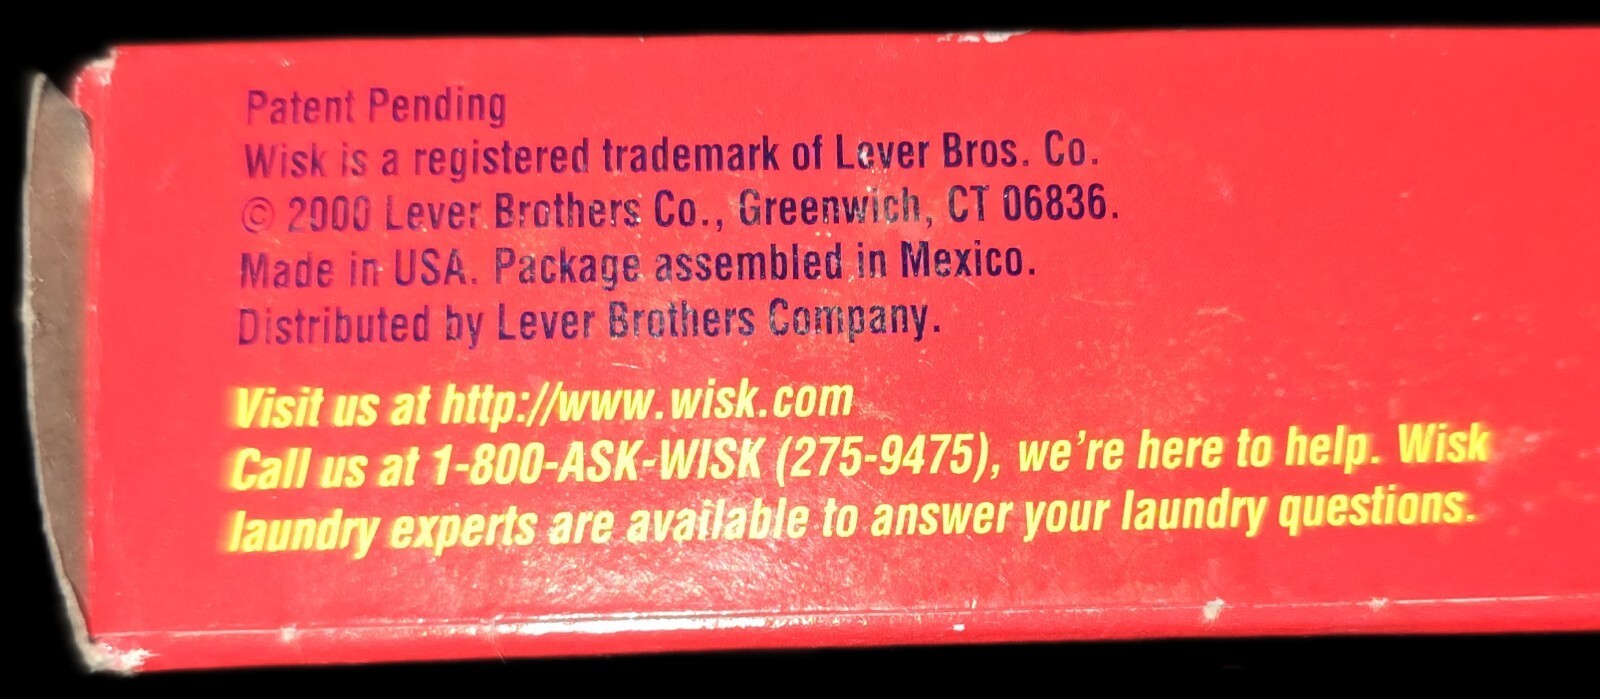 Patent Pending
Wisk is a registered trademark of Lever Bros. Co.
© 2000 Lever Brothers Co., Greenwich, CT 06836.
Made in USA. Package assembled in Mexico.
Distributed by Lever Brothers Company.
Visit us at http://www.wisk.com
Call us at 1-800-ASK-WISK (275-9475), we're here to help. Wisk
laundry experts are available to answer your laundry questions.